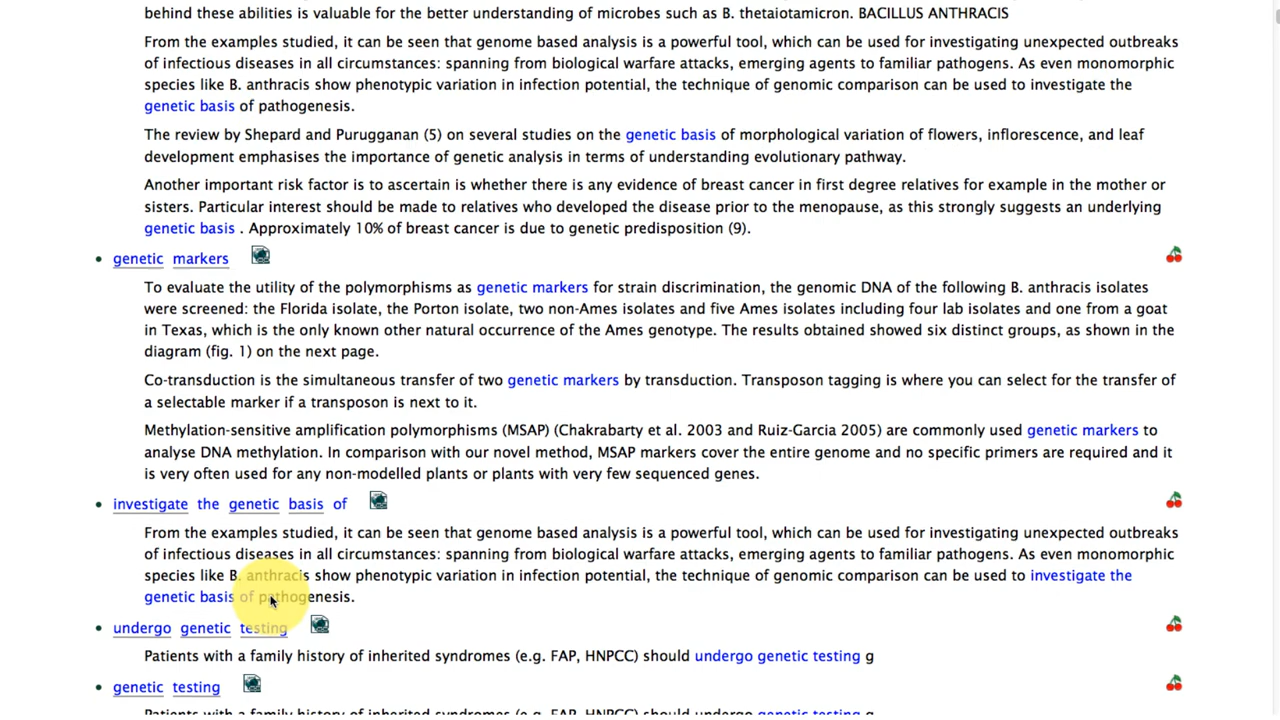 behind these abilities is valuable for the better understanding of microbes such as B. thetaiotamicron. BACILLUS ANTHRACIS
From the examples studied, it can be seen that genome based analysis is a powerful tool, which can be used for investigating unexpected outbreaks
of infectious diseases in all circumstances: spanning from biological warfare attacks, emerging agents to familiar pathogens. As even monomorphic
species like B. anthracis show phenotypic variation in infection potential, the technique of genomic comparison can be used to investigate the
genetic basis of pathogenesis.
The review by Shepard and Purugganan (5) on several studies on the genetic basis of morphological variation of flowers, inflorescence, and leaf
development emphasises the importance of genetic analysis in terms of understanding evolutionary pathway.
Another important risk factor is to ascertain is whether there is any evidence of breast cancer in first degree relatives for example in the mother or
sisters. Particular interest should be made to relatives who developed the disease prior to the menopause, as this strongly suggests an underlying
genetic basis . Approximately 10% of breast cancer is due to genetic predisposition (9).
• genetic markers
To evaluate the utility of the polymorphisms as genetic markers for strain discrimination, the genomic DNA of the following B. anthracis isolates
were screened: the Florida isolate, the Porton isolate, two non-Ames isolates and five Ames isolates including four lab isolates and one from a goat
in Texas, which is the only known other natural occurrence of the Ames genotype. The results obtained showed six distinct groups, as shown in the
diagram (fig. 1) on the next page.
Co-transduction is the simultaneous transfer of two genetic markers by transduction. Transposon tagging is where you can select for the transfer of
a selectable marker if a transposon is next to it.
Methylation-sensitive amplification polymorphisms (MSAP) (Chakrabarty et al. 2003 and Ruiz-Garcia 2005) are commonly used genetic markers to
analyse DNA methylation. In comparison with our novel method, MSAP markers cover the entire genome and no specific primers are required and it
is very often used for any non-modelled plants or plants with very few sequenced genes.
• investigate the genetic basis of
From the examples studied, it can be seen that genome based analysis is a powerful tool, which can be used for investigating unexpected outbreaks
of infectious diseases in all circumstances: spanning from biological warfare attacks, emerging agents to familiar pathogens. As even monomorphic
species like B. anthracis show phenotypic variation in infection potential, the technique of genomic comparison can be used to investigate the
genetic basis of pathogenesis.
• undergo genetic testing
Patients with a family history of inherited syndromes (e.g. FAP, HNPCC) should undergo genetic testing g
• genetic testing
Patients with a family history of inherited syndromes (e.g. FAP, HNPCC) should undergo genetic testing g